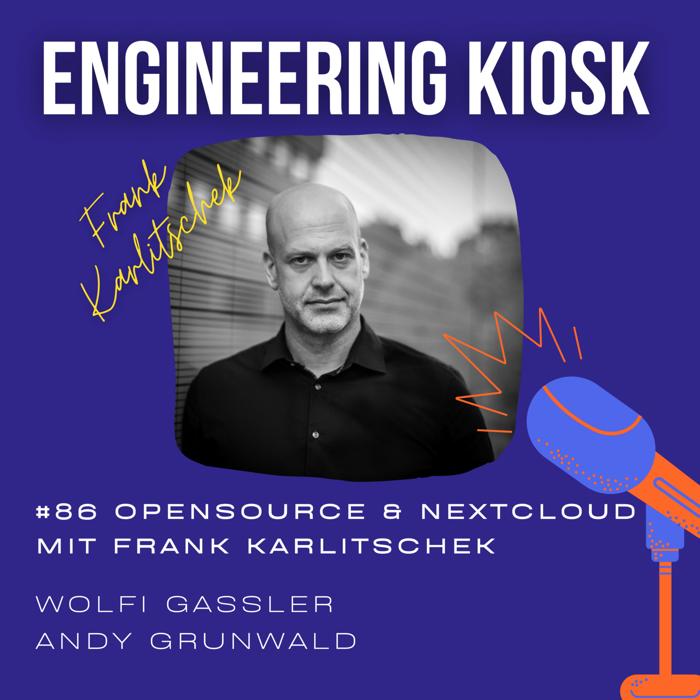 ENGINEERING KIOSK
Frank
Karlitschek
#86 OPENSOURCE & NEXTCLOUD
MIT FRANK KARLITSCHEK
WOLFI GASSLER
ANDY GRUNWALD